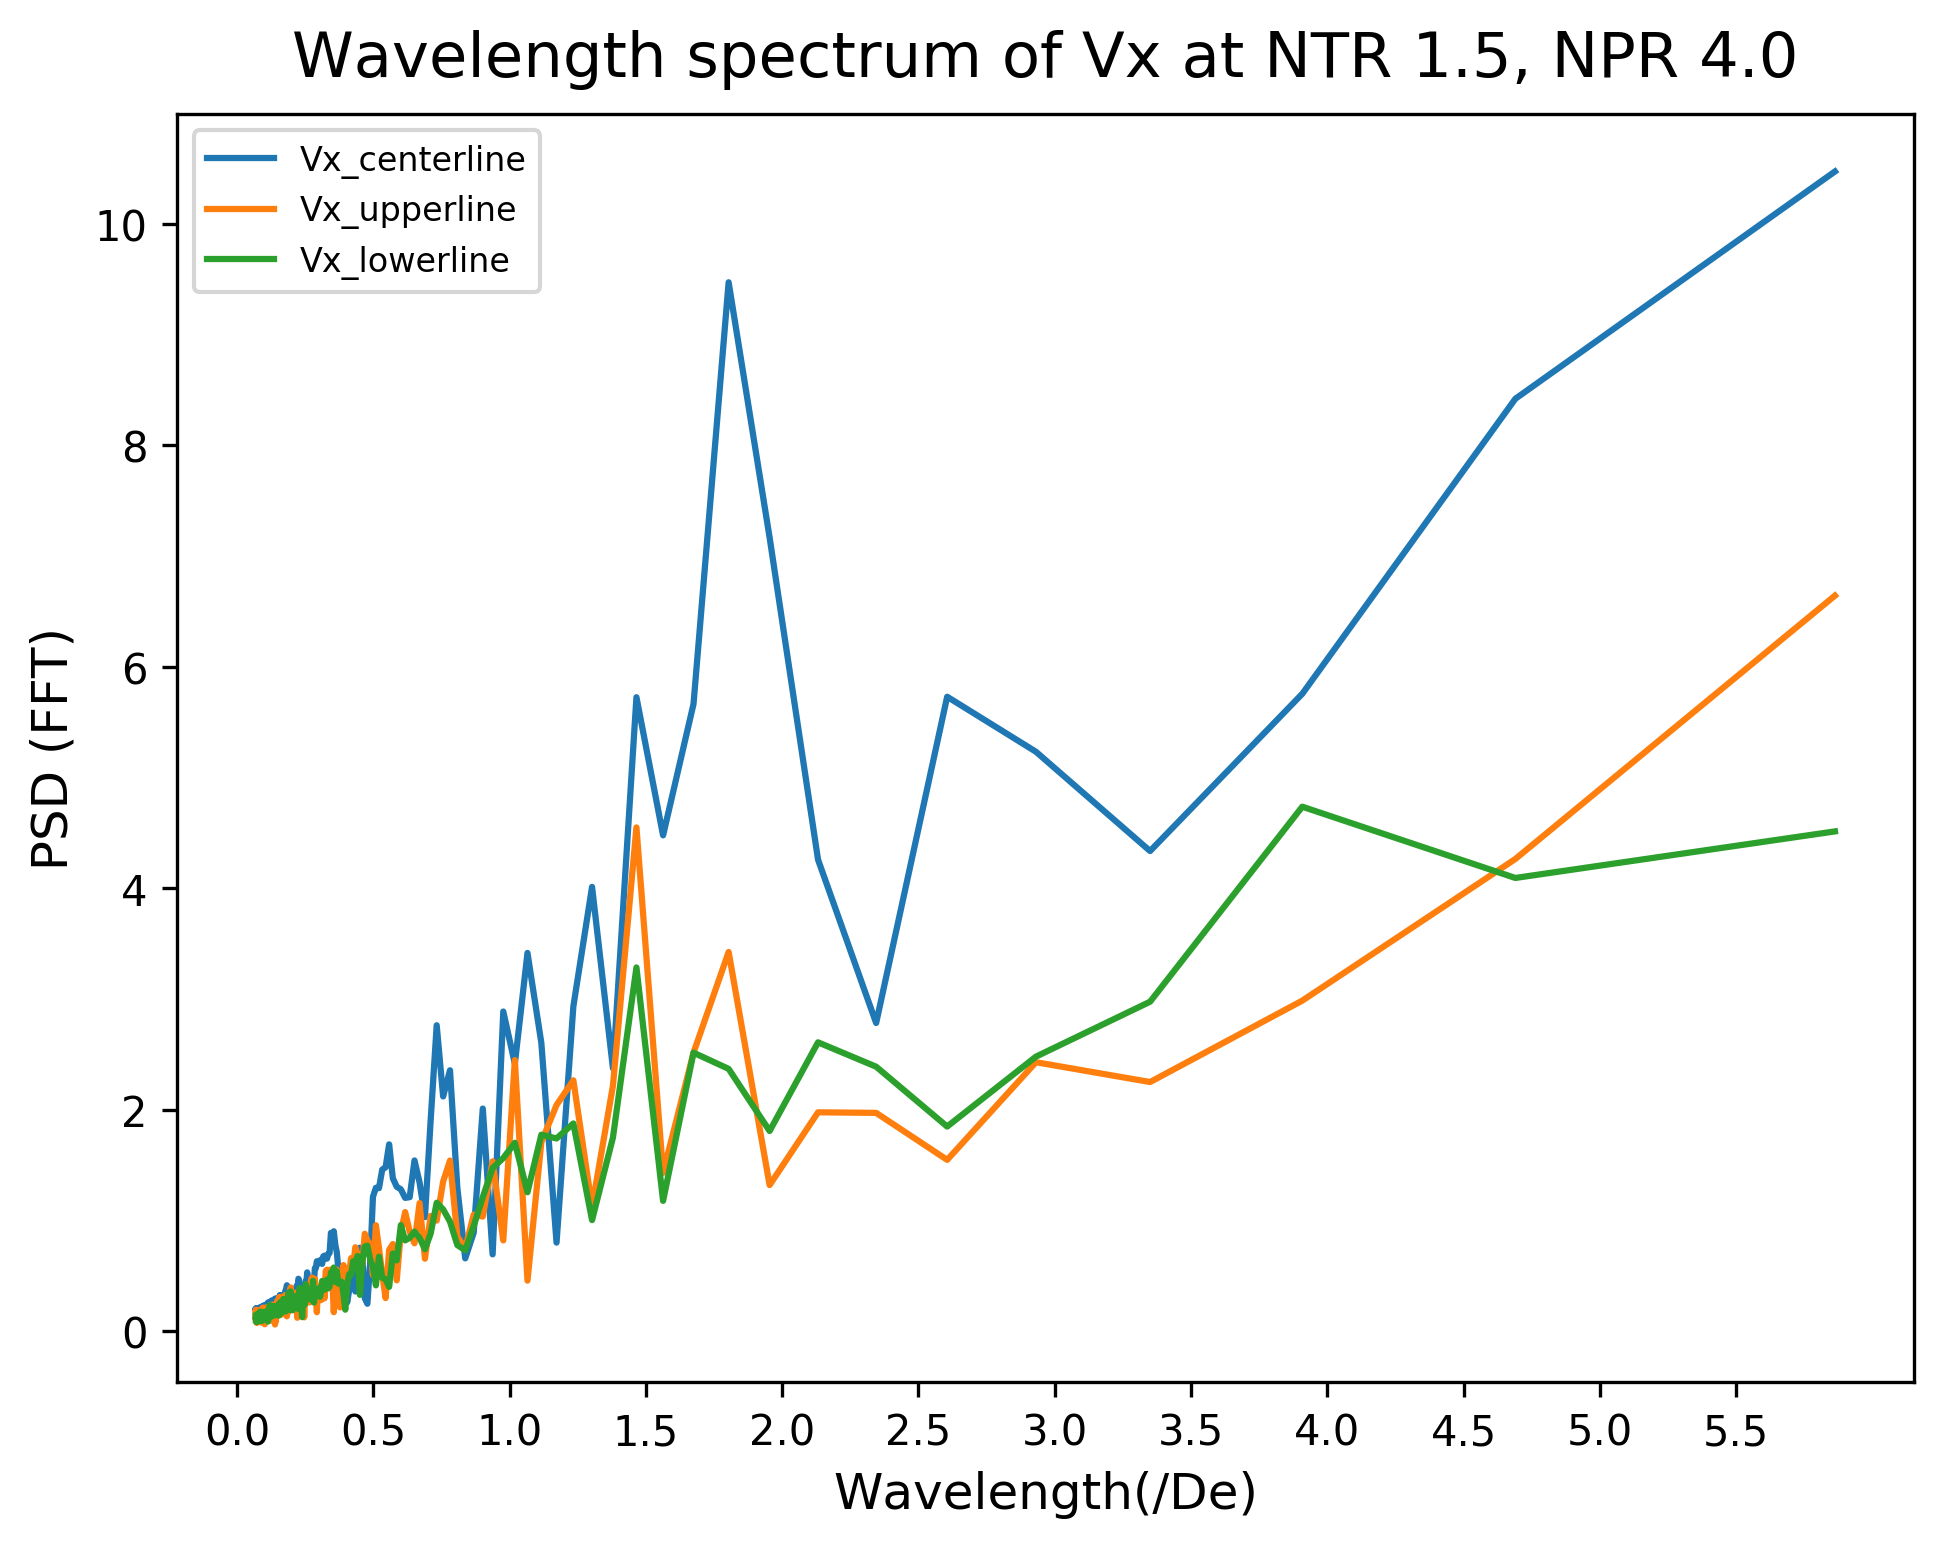 Wavelength spectrum of Vx at NTR 1.5, NPR 4.0
Vx_centerline
Vx_upperline
Vx_lowerline
10
8
6
4
2
0
PSD (FFT)
0.0 0.5 1.0 1.5 2.0 2.5 3.0 3.5 4.0 4.5 5.0 5.5
Wavelength(/De)